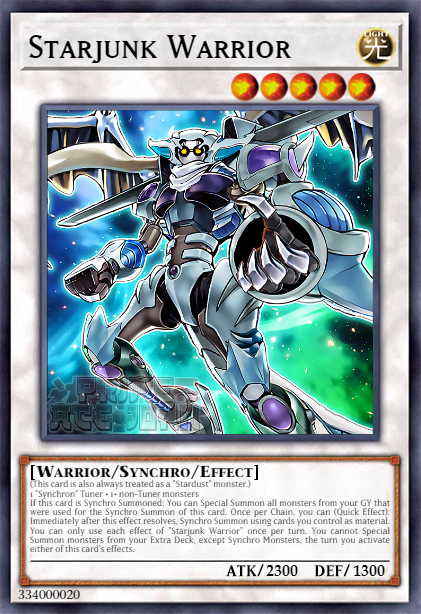 Starjunk Warrior
LIGHT
光
[Warrior/Synchro/Effect]
(This card is also always treated as a "Stardust" monster.)
1 "Synchron" Tuner + 1+ non-Tuner monsters
If this card is Synchro Summoned: You can Special Summon all monsters from your GY that
were used for the Synchro Summon of this card. Once per Chain, you can (Quick Effect):
Immediately after this effect resolves, Synchro Summon using cards you control as material.
You can only use each effect of "Starjunk Warrior" once per turn. You cannot Special
Summon monsters from your Extra Deck, except Synchro Monsters, the turn you activate
either of this card's effects.
ATK/2300 DEF/1300
334000020